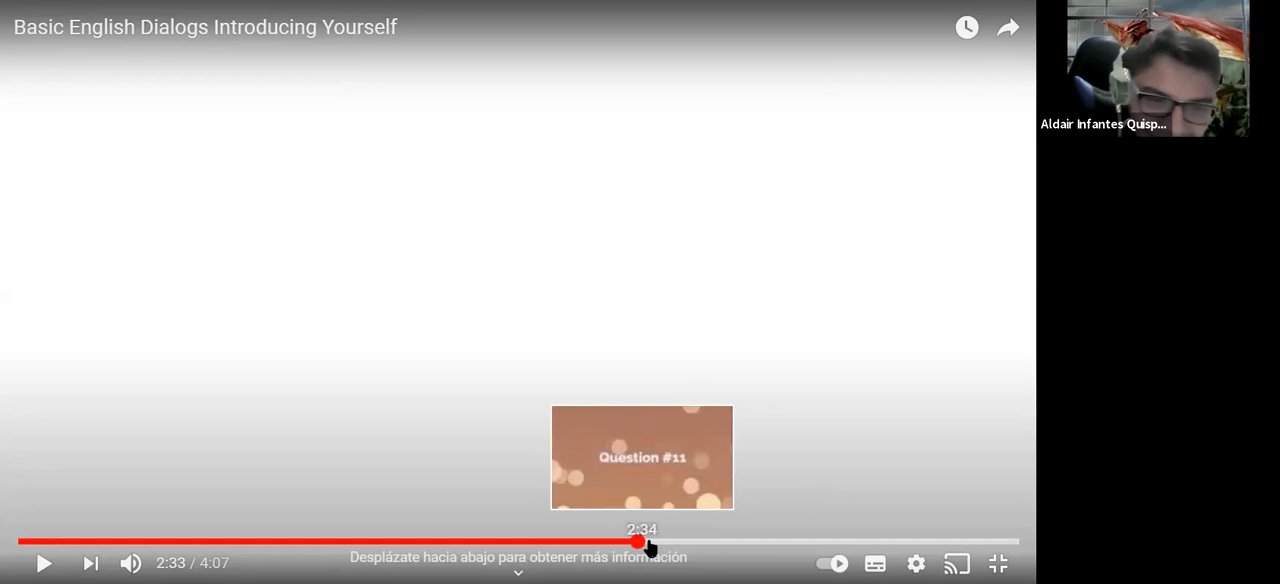 Basic English Dialogs Introducing Yourself
Aldair Infantes Quisp...
Question #11
2:34
2:33 / 4:07
Desplázate hacia abajo para obtener más información